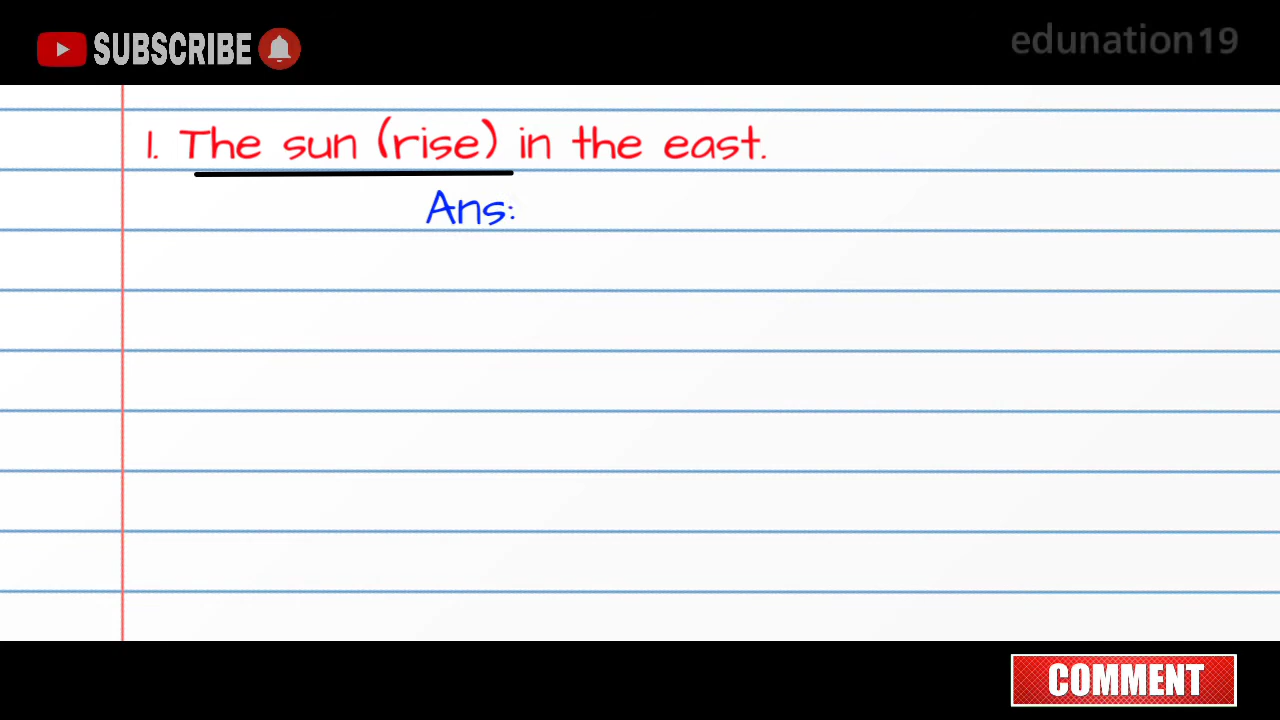 SUBSCRIBE
edunation19
1. The sun (rise) in the east.
Ans:
COMMENT